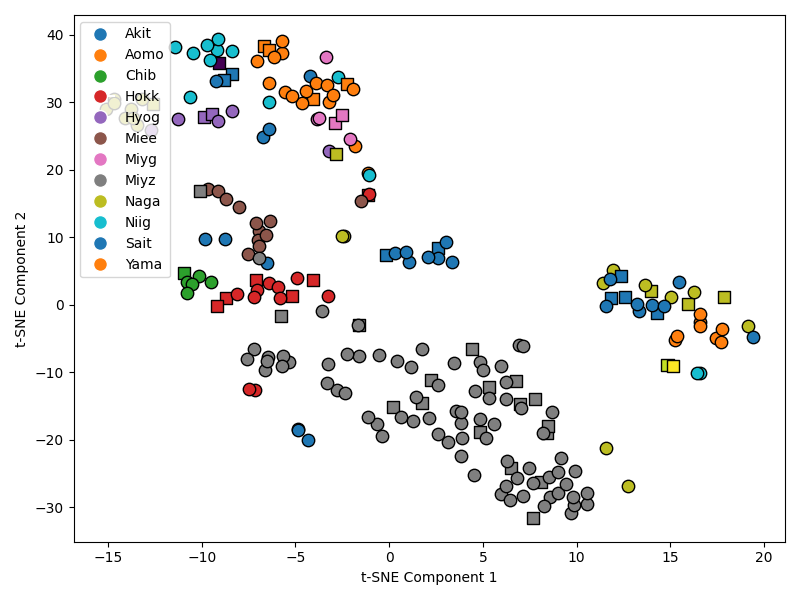 Akit
Aomo
Chib
Hokk
Hyog
Miee
Miyg
Miyz
Naga
Niig
Sait
Yama
40
30
20
10
0
−10
−20
−30
t-SNE Component 2
−15
−10
−5
0
5
10
15
20
t-SNE Component 1